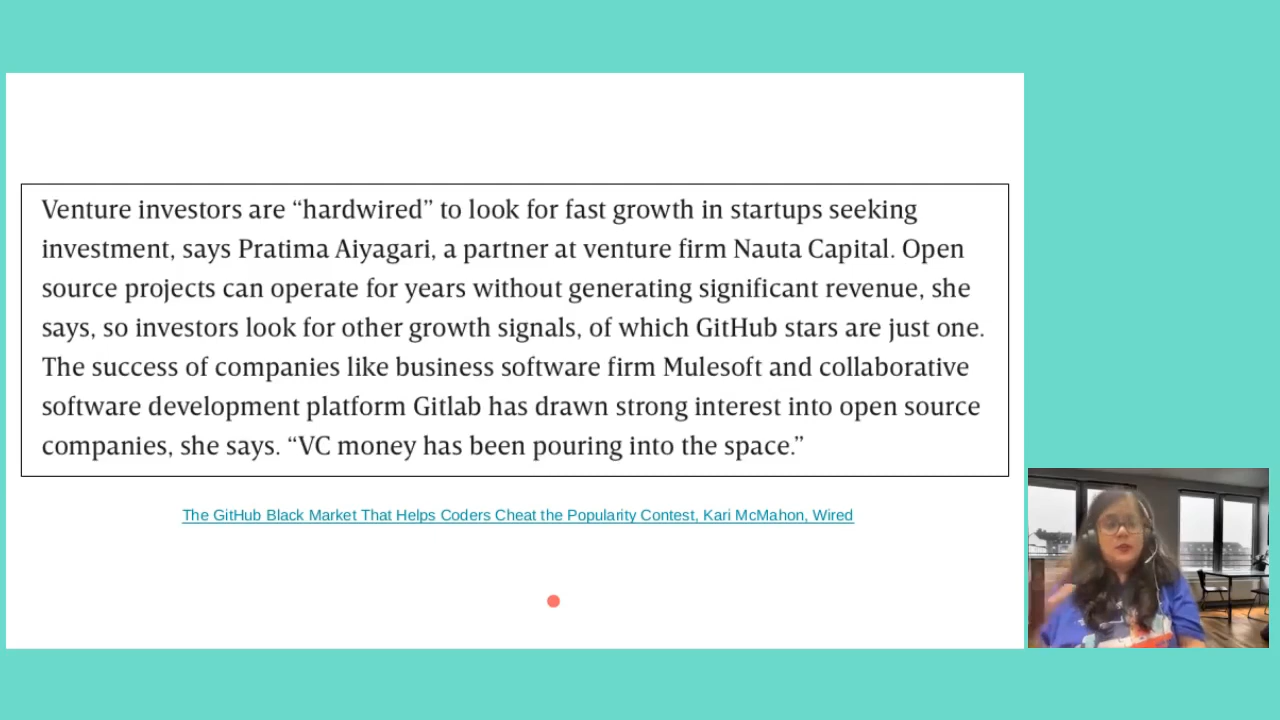 Venture investors are “hardwired” to look for fast growth in startups seeking
investment, says Pratima Aiyagari, a partner at venture firm Nauta Capital. Open
source projects can operate for years without generating significant revenue, she
says, so investors look for other growth signals, of which GitHub stars are just one.
The success of companies like business software firm Mulesoft and collaborative
software development platform Gitlab has drawn strong interest into open source
companies, she says. “VC money has been pouring into the space.”
The GitHub Black Market That Helps Coders Cheat the Popularity Contest, Kari McMahon, Wired